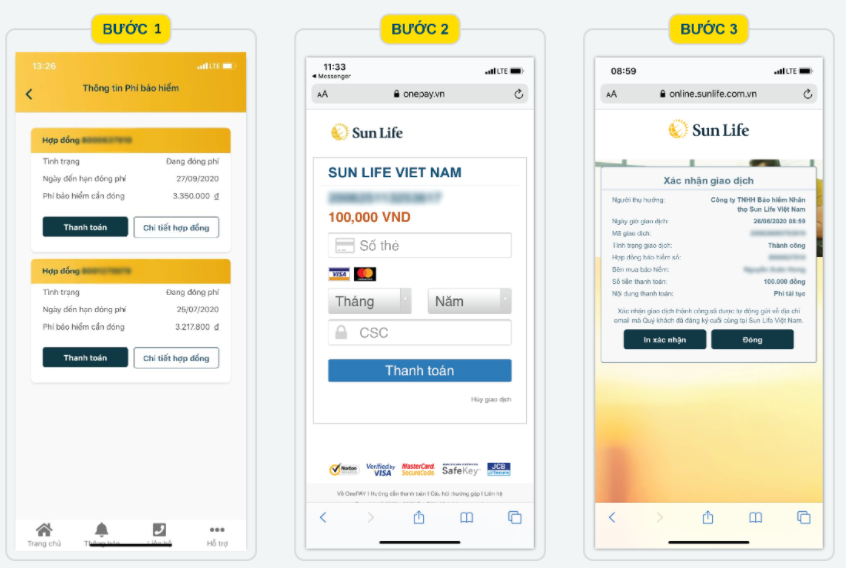 BƯỚC 1
13:26
LTE
Thông tin Phí bảo hiểm
Hợp đồng
Tình trạng Đang đóng phí
Ngày đến hạn đóng phí 27/09/2020
Phí bảo hiểm cần đóng 3.350.000 đ
Thanh toán Chi tiết hợp đồng
Hợp đồng
Tình trạng Đang đóng phí
Ngày đến hạn đóng phí 25/07/2020
Phí bảo hiểm cần đóng 3.217.800 đ
Thanh toán Chi tiết hợp đồng
Trang chủ Hỗ trợ
BƯỚC 2
11:33
Messenger
LTE
AA onepay.vn
Sun Life
SUN LIFE VIET NAM
100,000 VND
Số thẻ
VISA
Tháng Năm
CSC
Thanh toán
Hủy giao dịch
Norton Verified by VISA MasterCard SecureCode SafeKey JCB
Về OnePAY I Hướng dẫn thanh toán I Câu hỏi thường gặp I Liên hệ
BƯỚC 3
08:59
LTE
AA online.sunlife.com.vn
Sun Life
Xác nhận giao dịch
Người thụ hưởng: Công ty TNHH Bảo hiểm Nhân
thọ Sun Life Việt Nam
Ngày giờ giao dịch: 26/06/2020 08:59
Mã giao dịch:
Tình trạng giao dịch: Thành công
Hợp đồng bảo hiểm số:
Bên mua bảo hiểm:
Số tiền thanh toán: 100.000 đồng
Nội dung thanh toán: Phí tái tục
Xác nhận giao dịch thành công sẽ được tự động gửi về địa chỉ
email mà Quý khách đã đăng ký cuối cùng tại Sun Life Việt Nam.
In xác nhận Đóng